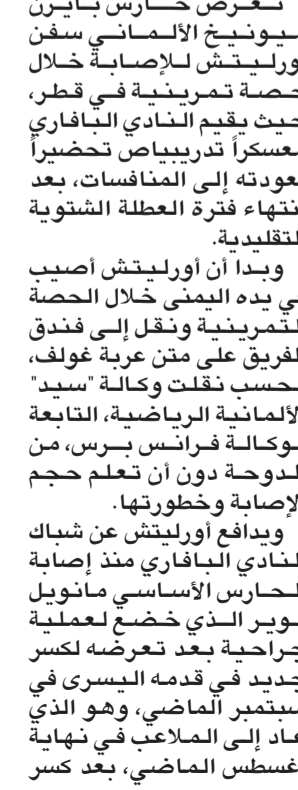 تعرض حارس بايرن
ميونيخ الألماني سفن
أورليتش للإصابة خلال
حصة تمرينية في قطر،
حيث يقيم النادي البافاري
معسكراً تدريبياص تحضيراً
لعودته إلى المنافسات، بعد
انتهاء فترة العطلة الشتوية
التقليدية.
وبدا أن أورليتش أصيب
في يده اليمنى خلال الحصة
التمرينية ونقل إلى فندق
الفريق على متن عربة غولف،
بحسب نقلت وكالة "سيد"
الألمانية الرياضية، التابعة
لوكالة فرانس برس، من
الدوحة دون أن تعلم حجم
الإصابة وخطورتها.
ويدافع أورليتش عن شباك
النادي البافاري منذ إصابة
الحارس الأساسي مانويل
نوير الذي خضع لعملية
جراحية بعد تعرضه لكسر
جديد في قدمه اليسرى في
سبتمبر الماضي، وهو الذي
عاد إلى الملاعب في نهاية
أغسطس الماضي، بعد كسر